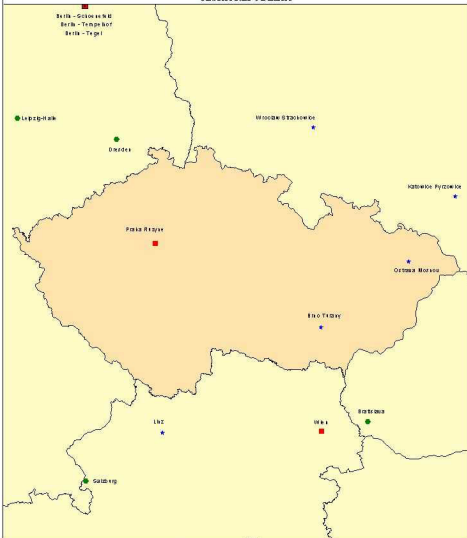 Berlin - Schönefeld
Berlin - Tempelhof
Berlin - Tegel
Leipzig-Halle
Wroclaw Strachowice
Dresden
Katowice Pyrzowice
Praha Ruzyne
Ostrava Mosnov
Brno Turany
Bratislava
Linz
Wien
Salzburg